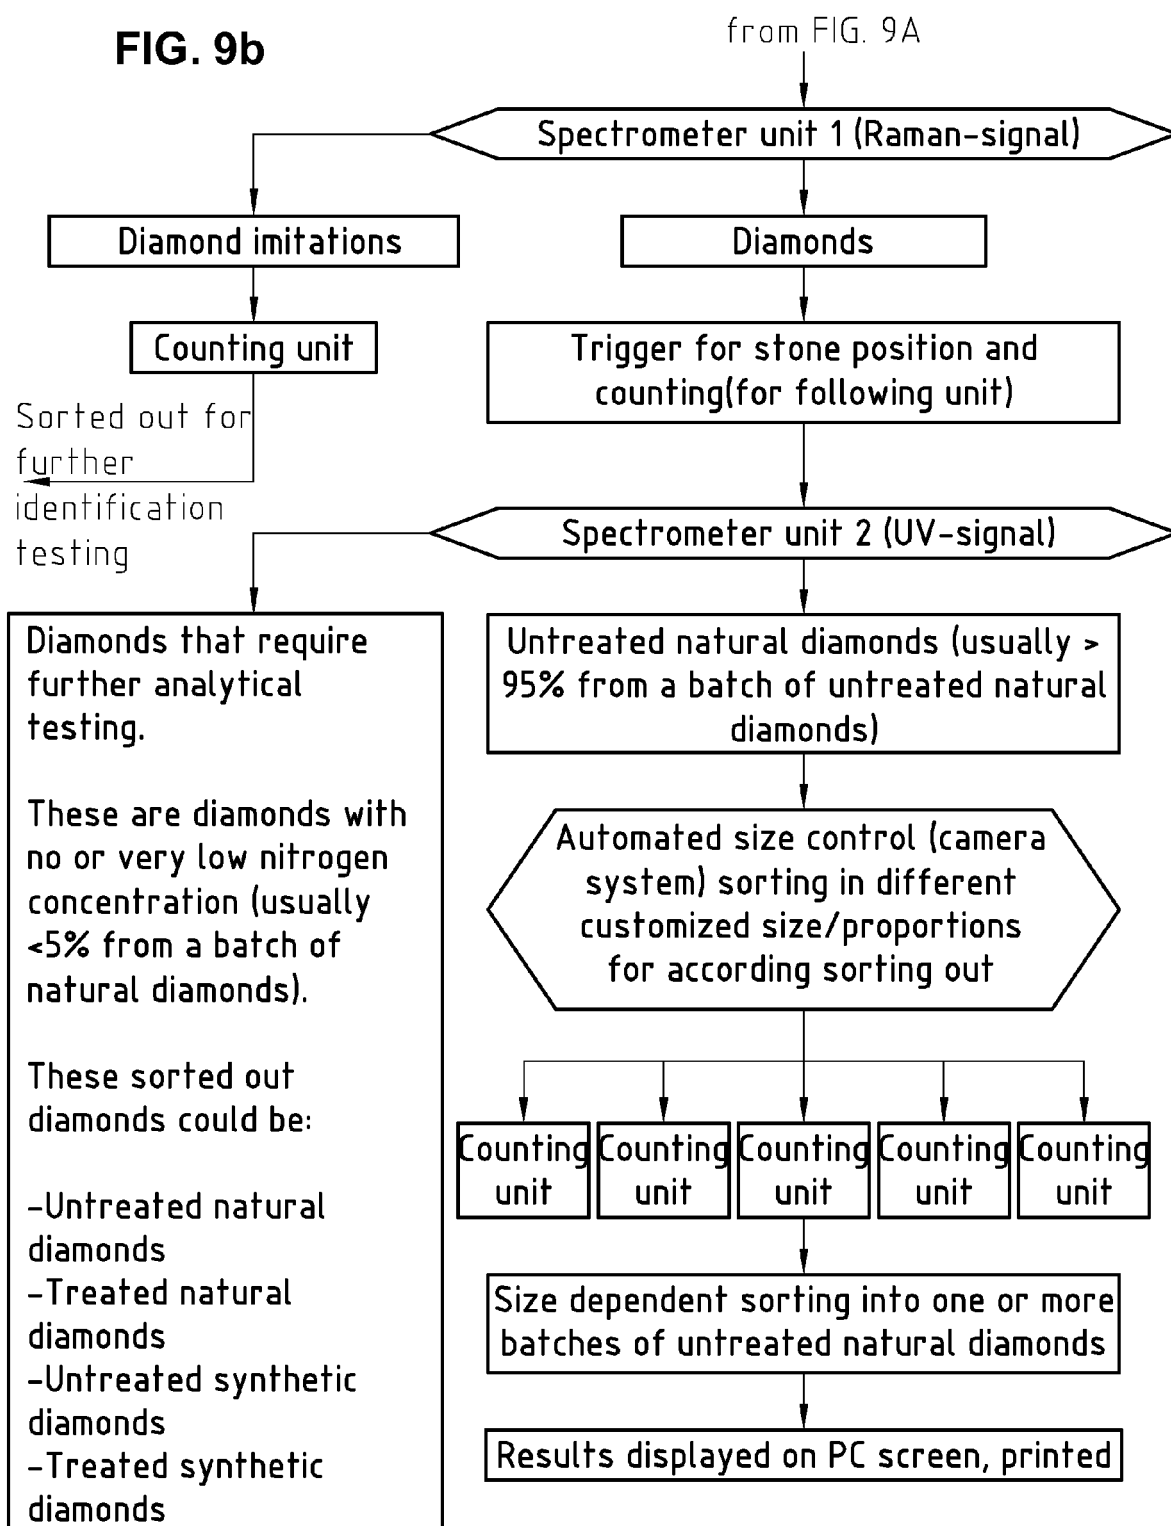 FIG. 9b
from FIG. 9A
Spectrometer unit 1 (Raman-signal)
Diamond imitations
Diamonds
Counting unit
Trigger for stone position and
counting(for following unit)
Sorted out for
further
identification
testing
Spectrometer unit 2 (UV-signal)
Diamonds that require
further analytical
testing.
These are diamonds with
no or very low nitrogen
concentration (usually
<5% from a batch of
natural diamonds).
These sorted out
diamonds could be:
-Untreated natural
diamonds
-Treated natural
diamonds
-Untreated synthetic
diamonds
-Treated synthetic
diamonds
Untreated natural diamonds (usually >
95% from a batch of untreated natural
diamonds)
Automated size control (camera
system) sorting in different
customized size/proportions
for according sorting out
Counting
unit
Counting
unit
Counting
unit
Counting
unit
Counting
unit
Size dependent sorting into one or more
batches of untreated natural diamonds
Results displayed on PC screen, printed